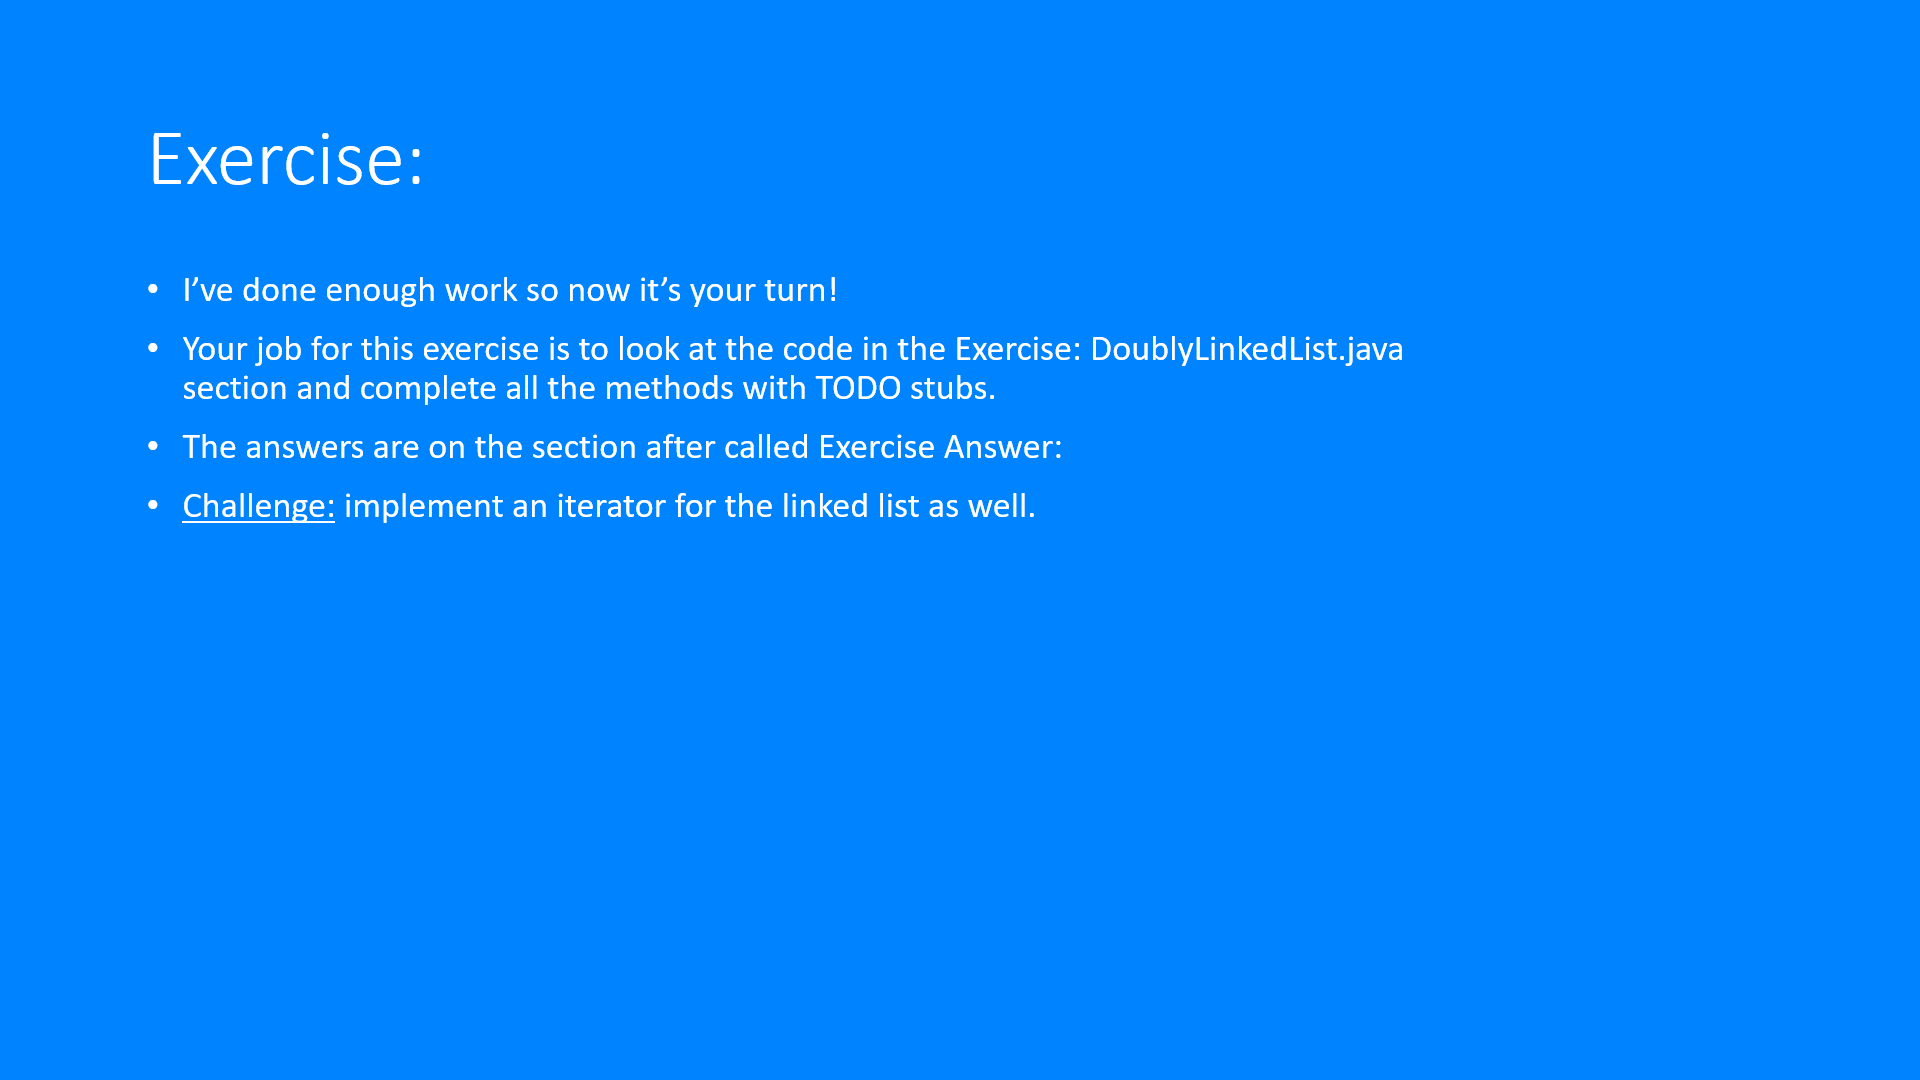 Exercise:
• I’ve done enough work so now it’s your turn!
• Your job for this exercise is to look at the code in the Exercise: DoublyLinkedList.java
section and complete all the methods with TODO stubs.
• The answers are on the section after called Exercise Answer:
• Challenge: implement an iterator for the linked list as well.